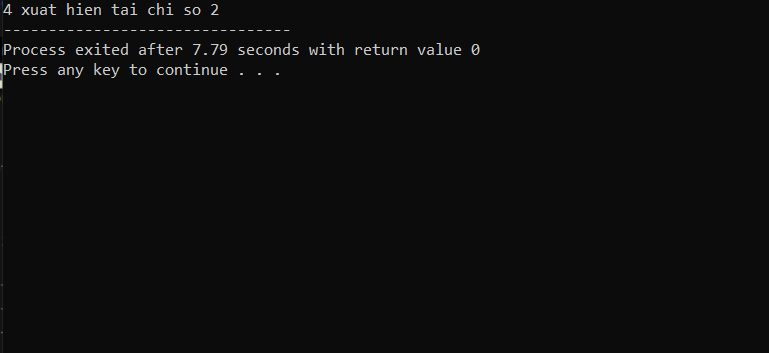 4 xuat hien tai chi so 2
--------------------------------
Process exited after 7.79 seconds with return value 0
Press any key to continue . . .